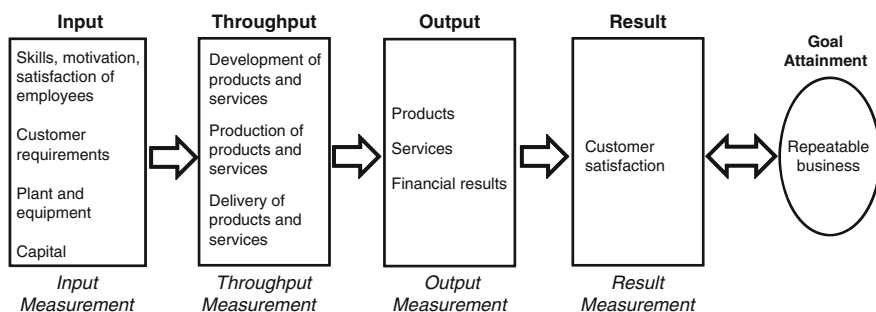 Input
Skills, motivation,
satisfaction of
employees
Customer
requirements
Plant and
equipment
Capital
Input
Measurement
Throughput
Development of
products and
services
Production of
products and
services
Delivery of
products and
services
Throughput
Measurement
Output
Products
Services
Financial results
Output
Measurement
Result
Customer
satisfaction
Result
Measurement
Goal
Attainment
Repeatable
business